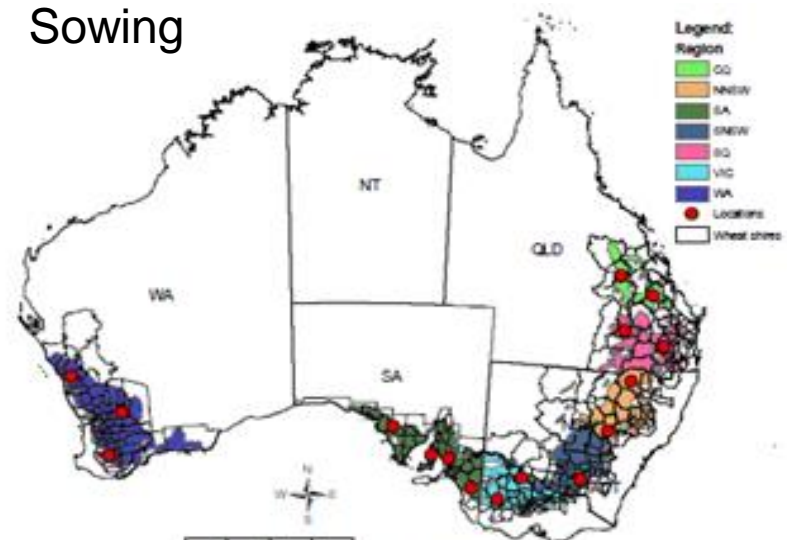 Sowing
Legend:
Region
CQ
NNSW
SA
SNSW
SQ
VIC
WA
Locations
Wheat shires
NT
QLD
WA
SA
N
W E
S